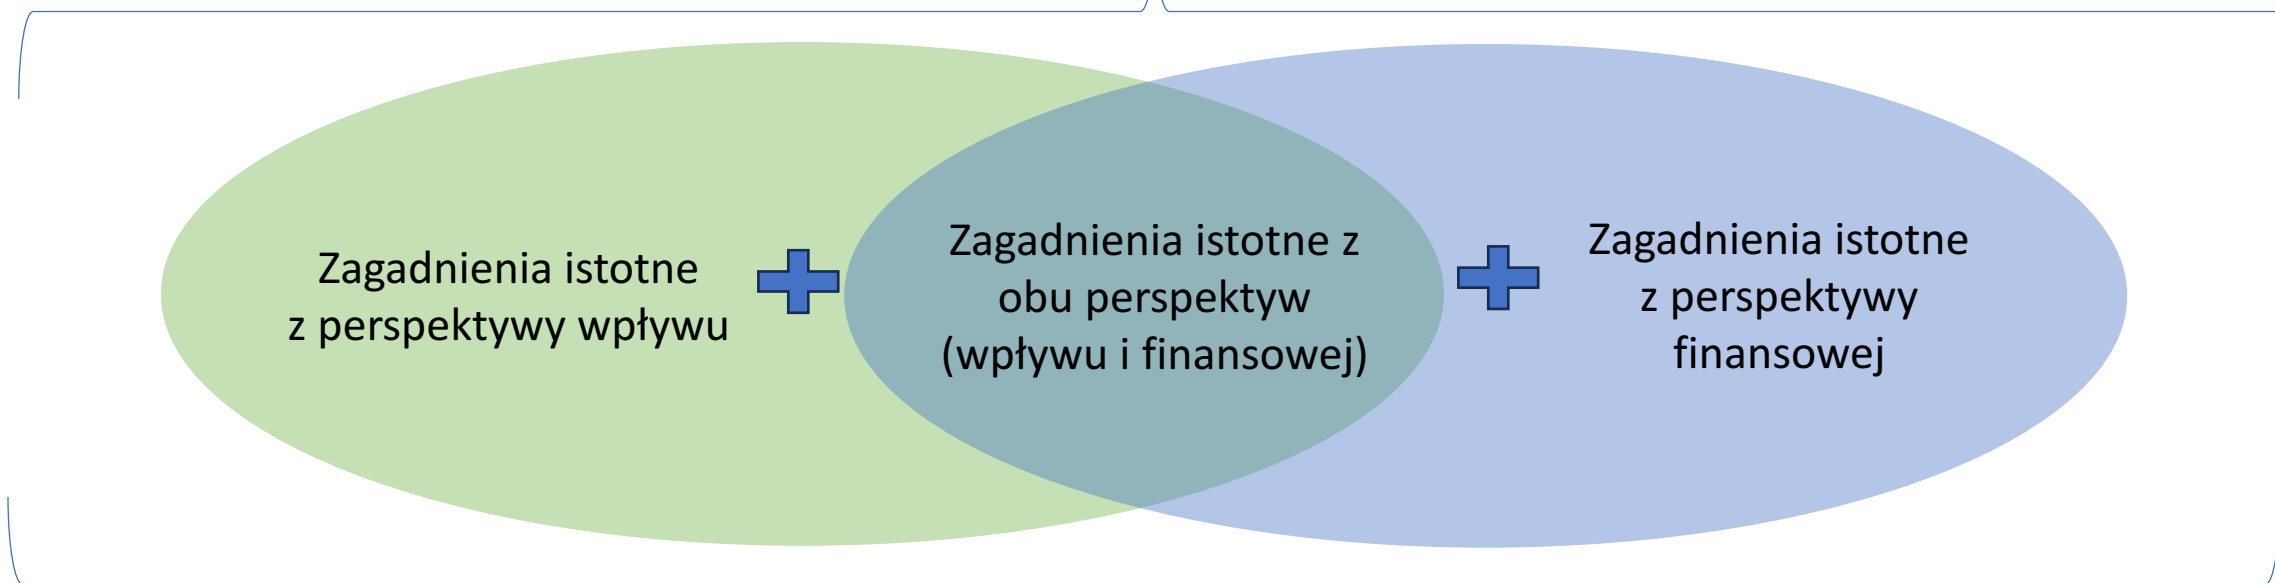 Zagadnienia istotne
z perspektywy wpływu
Zagadnienia istotne z
obu perspektyw
(wpływu i finansowej)
Zagadnienia istotne
z perspektywy
finansowej